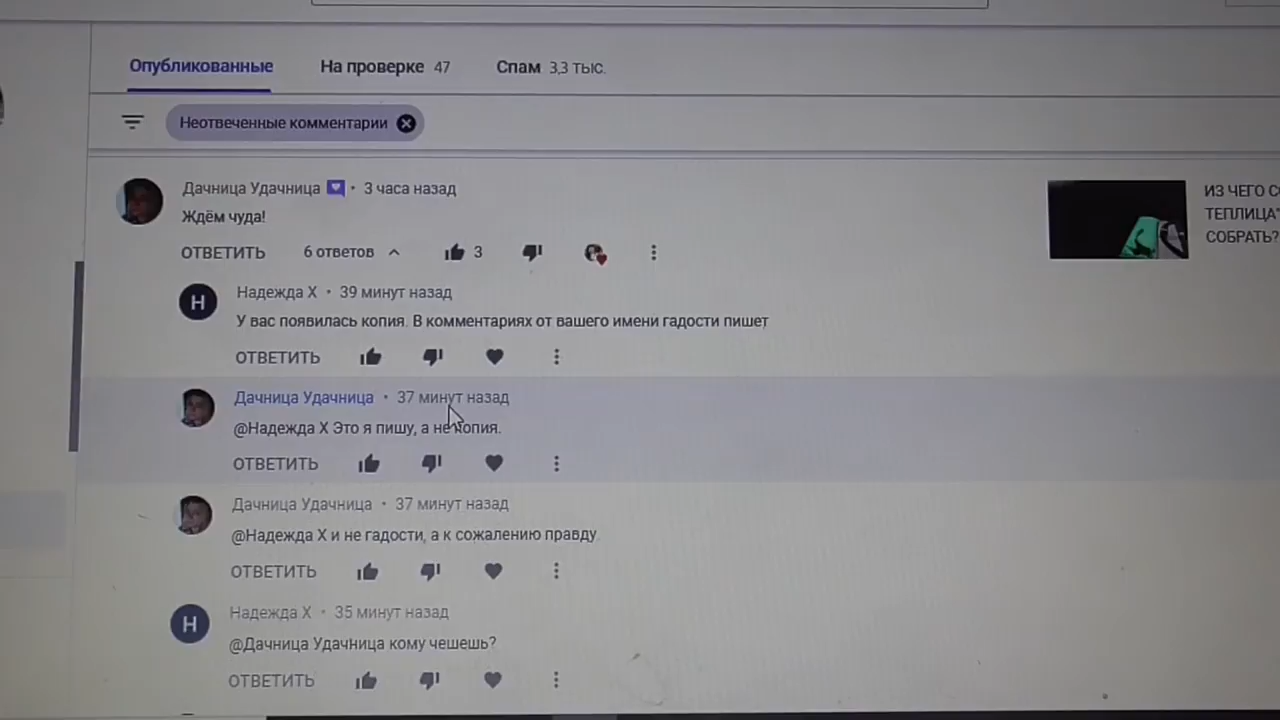 Опубликованные
На проверке 47
Спам 3,3 тыс.
Неотвеченные комментарии
Дачница Удачница • 3 часа назад
Ждём чуда!
ОТВЕТИТЬ 6 ответов 3
ИЗ ЧЕГО
ТЕПЛИЦА"
СОБРАТЬ?
Н
Надежда Х • 39 минут назад
У вас появилась копия. В комментариях от вашего имени гадости пишет
ОТВЕТИТЬ
Дачница Удачница • 37 минут назад
@Надежда Х Это я пишу, а не копия.
ОТВЕТИТЬ
Дачница Удачница • 37 минут назад
@Надежда Х и не гадости, а к сожалению правду.
ОТВЕТИТЬ
Н
Надежда Х • 35 минут назад
@Дачница Удачница кому чешешь?
ОТВЕТИТЬ